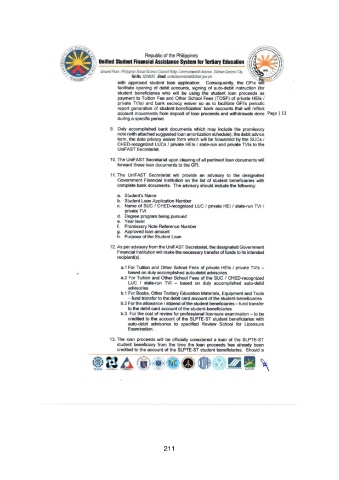 Republic of the Philippines
Unified Student Financial Assistance System for Tertiary Education
with approved student loan application. Consequently, the GFIs will
facilitate opening of debit accounts, signing of auto-debit instruction (for
student beneficiaries who will be using the student loan proceeds as
payment to Tuition Fee and Other School Fees (TOSF) of private HEIs /
private TVIs) and bank secrecy waiver so as to facilitate GFI's periodic
report generation of student-beneficiaries' bank accounts that will reflect
account movements from deposit of loan proceeds and withdrawals done
during a specific period.
Page | 13
9. Duly accomplished bank documents which may include the promissory
note (with attached suggested loan amortization schedule), the debit advice
form, the data privacy waiver form which will be forwarded by the SUCs /
CHED-recognized LUCs / private HEIs / state-run and private TVIs to the
UniFAST Secretariat.
10. The UniFAST Secretariat upon clearing of all pertinent loan documents will
forward these loan documents to the GFI.
11. The UniFAST Secretariat will provide an advisory to the designated
Government Financial Institution on the list of student beneficiaries with
complete bank documents. The advisory should include the following:
a. Student's Name
b. Student Loan Application Number
c. Name of SUC / CHED-recognized LUC / private HEI / state-run TVI /
private TVI
d. Degree program being pursued
e. Year level
f. Promissory Note Reference Number
g. Approved loan amount
h. Purpose of the Student Loan
12. As per advisory from the UniFAST Secretariat, the designated Government
Financial Institution will make the necessary transfer of funds to its intended
recipient(s).
a.1 For Tuition and Other School Fees of private HEIs / private TVIs –
based on duly accomplished auto-debit advisories
a.2 For Tuition and Other School Fees of the SUC / CHED-recognized
LUC / state-run TVI – based on duly accomplished auto-debit
advisories
b.1 For Books, Other Tertiary Education Materials, Equipment and Tools
– fund transfer to the debit card account of the student-beneficiaries
b.2 For the allowance / stipend of the student beneficiaries – fund transfer
to the debit card account of the student-beneficiaries.
b.3 For the cost of review for professional licensure examination – to be
credited to the account of the SLPTE-ST student beneficiaries with
auto-debit advisories to specified Review School for Licensure
Examination.
13. The loan proceeds will be officially considered a loan of the SLPTE-ST
student beneficiary from the time the loan proceeds has already been
credited to the account of the SLPTE-ST student beneficiaries. Should a
211